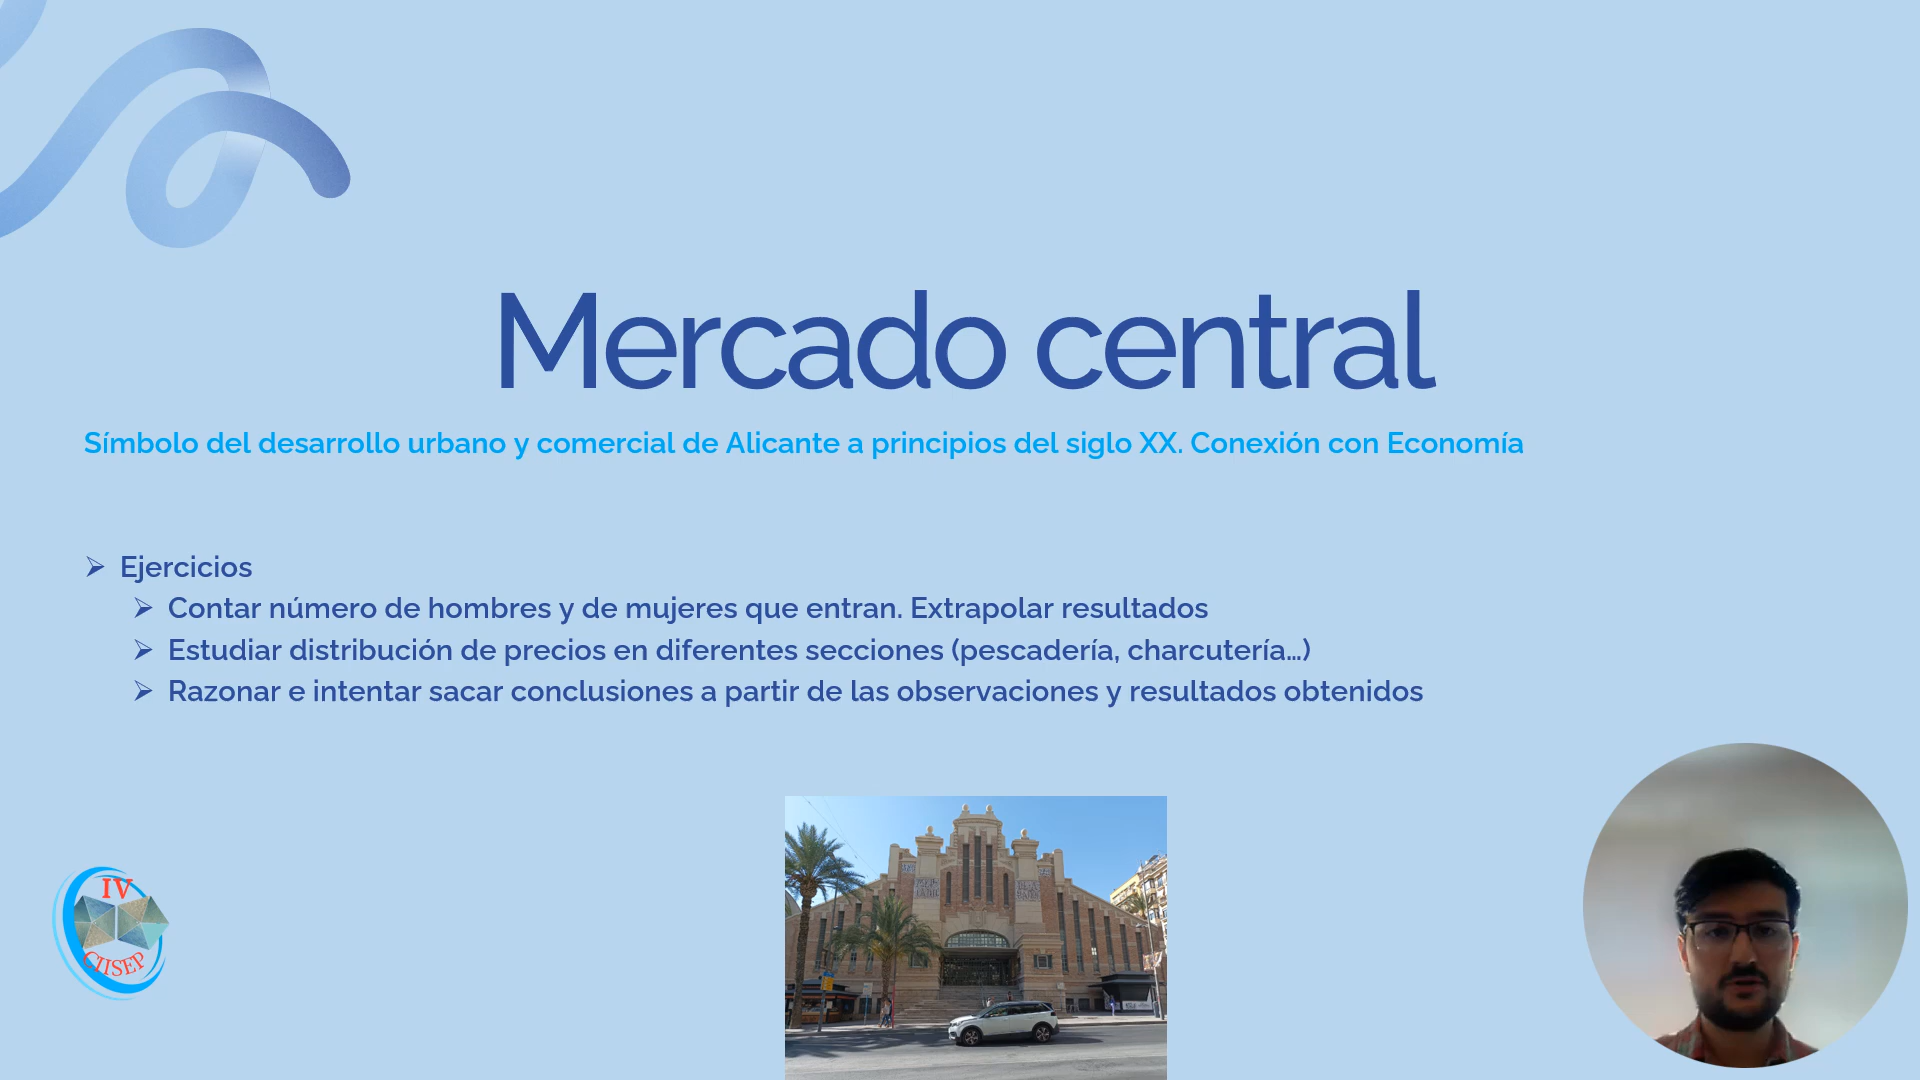 Mercado central
Símbolo del desarrollo urbano y comercial de Alicante a principios del siglo XX. Conexión con Economía
Ejercicios
Contar número de hombres y de mujeres que entran. Extrapolar resultados
Estudiar distribución de precios en diferentes secciones (pescadería, charcutería…)
Razonar e intentar sacar conclusiones a partir de las observaciones y resultados obtenidos
IV
CIISEP